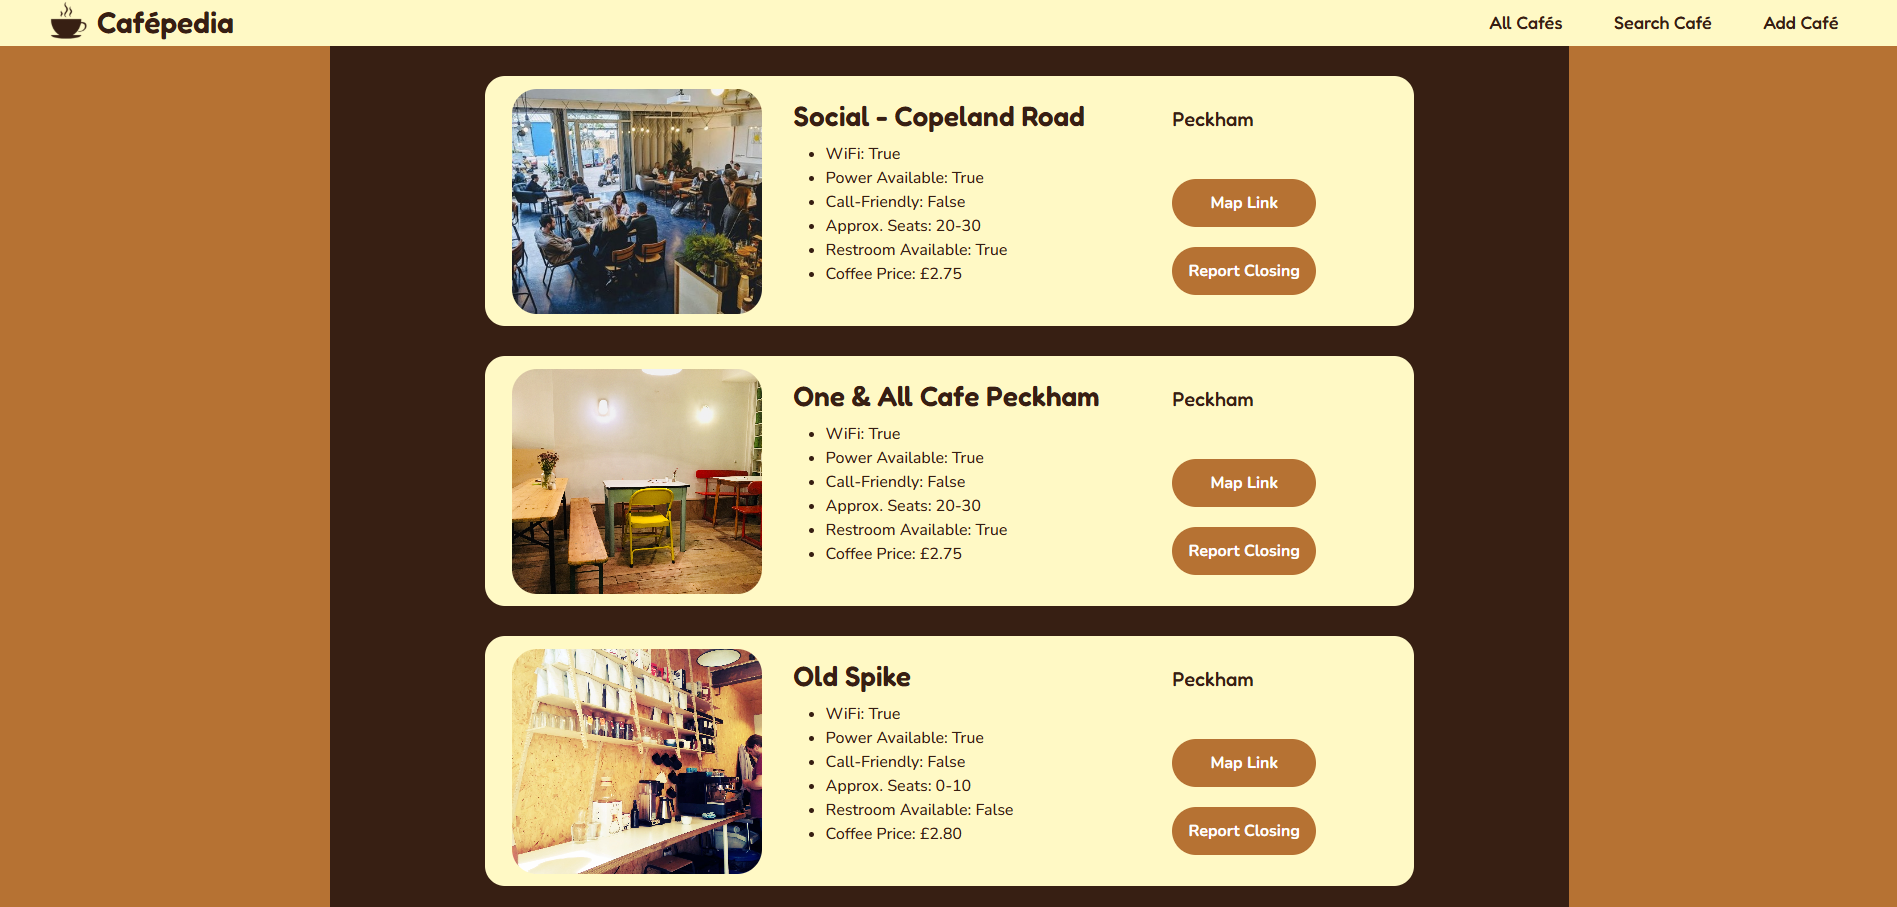 Cafépedia
All Cafés
Search Café
Add Café
Social - Copeland Road
Peckham
WiFi: True
Power Available: True
Call-Friendly: False
Approx. Seats: 20-30
Restroom Available: True
Coffee Price: £2.75
Map Link
Report Closing
One & All Cafe Peckham
Peckham
WiFi: True
Power Available: True
Call-Friendly: False
Approx. Seats: 20-30
Restroom Available: True
Coffee Price: £2.75
Map Link
Report Closing
Old Spike
Peckham
WiFi: True
Power Available: True
Call-Friendly: False
Approx. Seats: 0-10
Restroom Available: False
Coffee Price: £2.80
Map Link
Report Closing